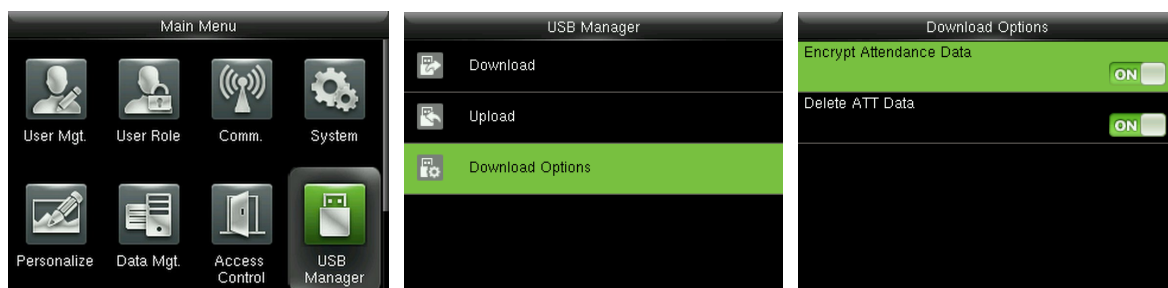 Main Menu
User Mgt.
User Role
Comm.
System
Personalize
Data Mgt.
Access
Control
USB
Manager
USB Manager
Download
Upload
Download Options
Download Options
Encrypt Attendance Data
ON
Delete ATT Data
ON